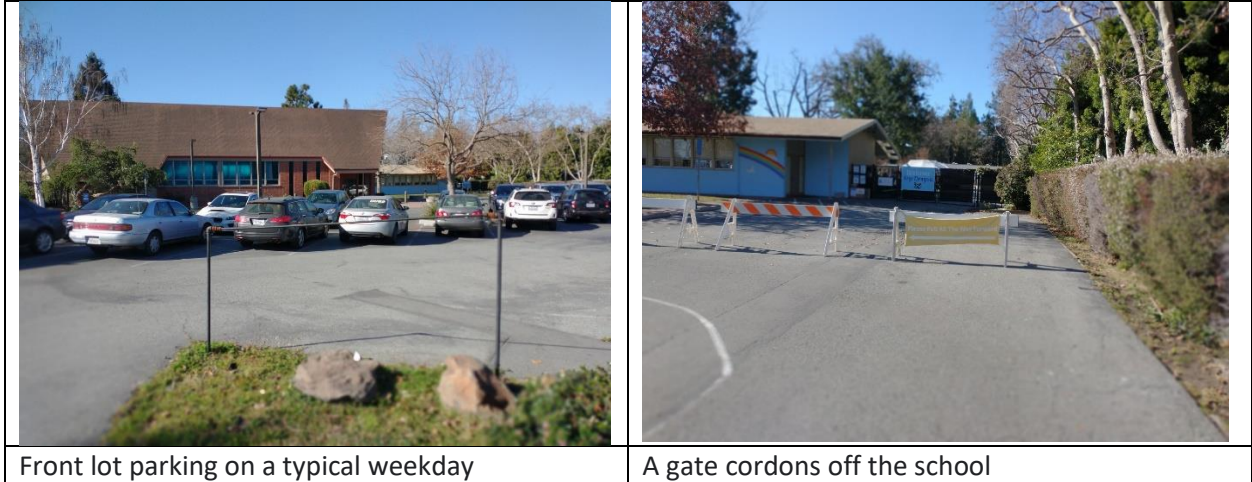 Front lot parking on a typical weekday
A gate cordons off the school